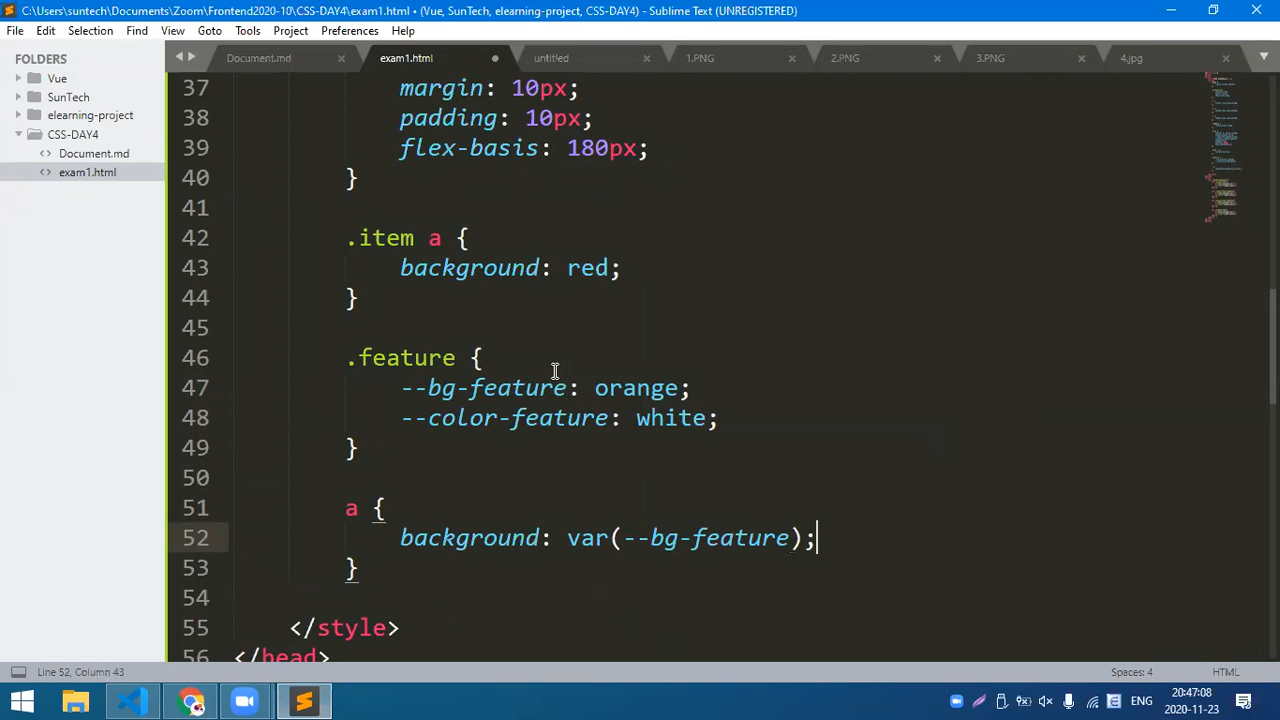 C:\Users\suntech\Documents\Zoom\Frontend2020-10\CSS-DAY4\exam1.html • (Vue, SunTech, elearning-project, CSS-DAY4) - Sublime Text (UNREGISTERED)
File Edit Selection Find View Goto Tools Project Preferences Help
FOLDERS
Vue
SunTech
elearning-project
CSS-DAY4
Document.md
exam1.html
Document.md exam1.html untitled 1.PNG 2.PNG 3.PNG 4.jpg
37 margin: 10px;
38 padding: 10px;
39 flex-basis: 180px;
40 }
41
42 .item a {
43 background: red;
44 }
45
46 .feature {
47 --bg-feature: orange;
48 --color-feature: white;
49 }
50
51 a {
52 background: var(--bg-feature);
53 }
54
55 </style>
56 </head>
Line 52, Column 43 Spaces: 4 HTML
ENG
20:47:08
2020-11-23